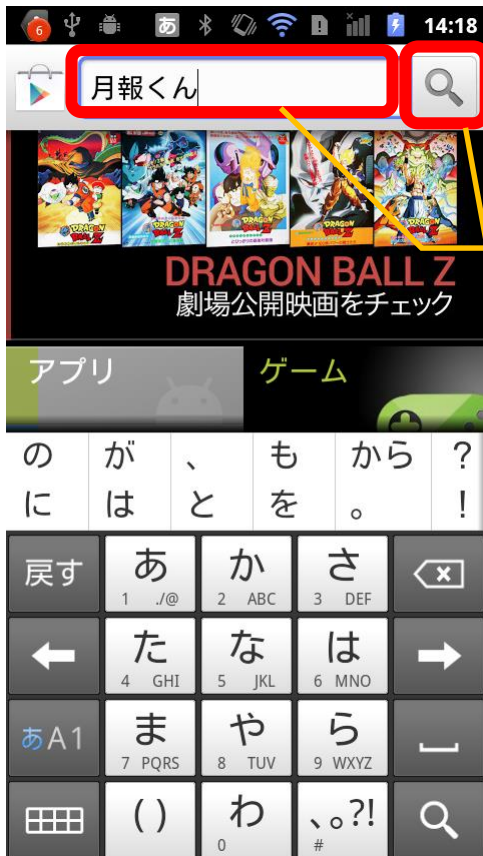 6 あ 14:18
月報くん
DRAGON BALL Z
劇場公開映画をチェック
アプリ ゲーム
の が 、 も から ?
に は と を 。 !
戻す あ か さ
1 ./@ 2 ABC 3 DEF
た な は
4 GHI 5 JKL 6 MNO
あA1 ま や ら
7 PQRS 8 TUV 9 WXYZ
() わ 、。?!
0 #